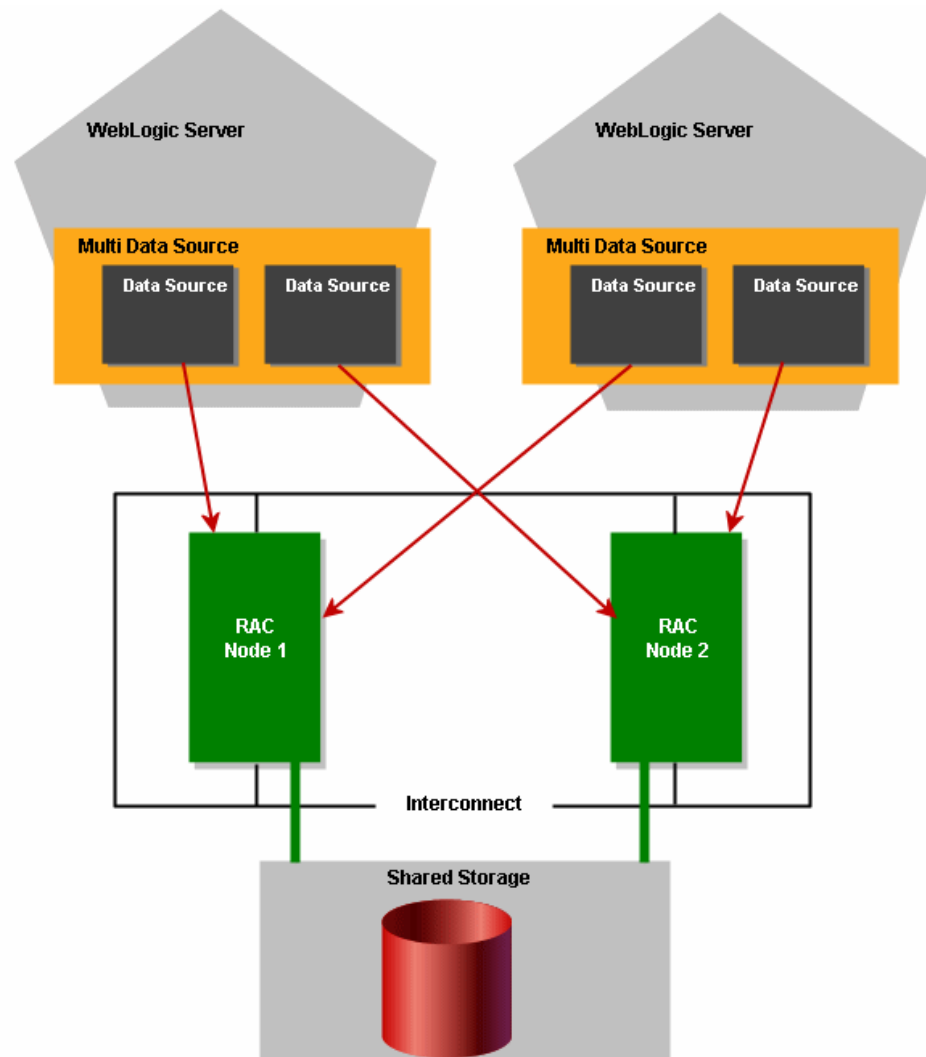 WebLogic Server
WebLogic Server
Multi Data Source
Multi Data Source
Data Source
Data Source
Data Source
Data Source
RAC
Node 1
RAC
Node 2
Interconnect
Shared Storage